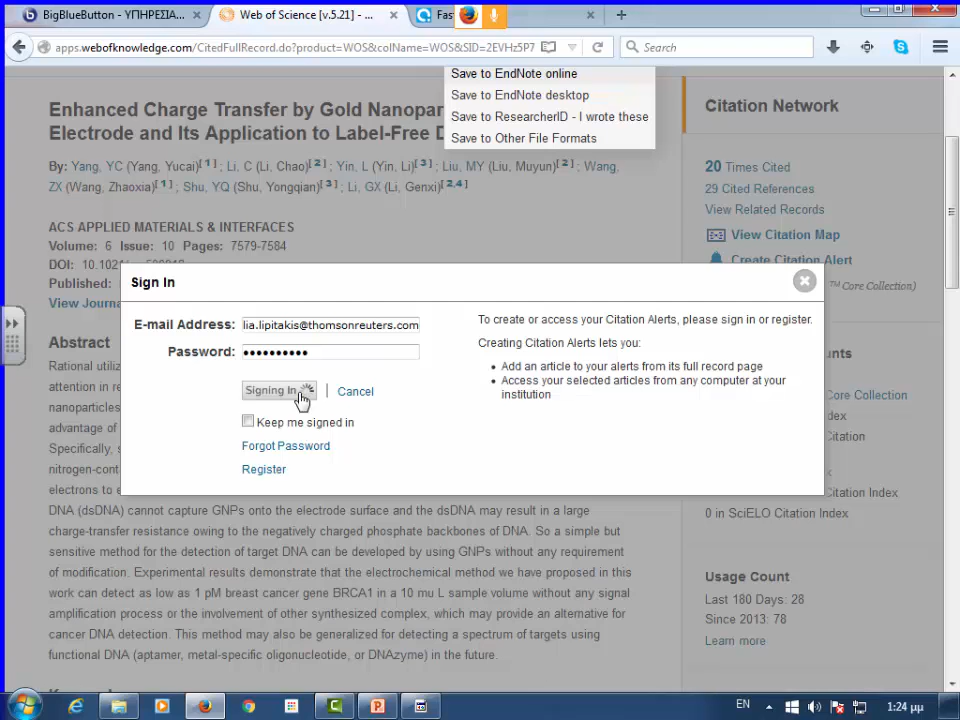 BigBlueButton - ΥΠΗΡΕΣΙΑ...
Web of Science [v.5.21] - ...
Fas
apps.webofknowledge.com/CitedFullRecord.do?product=WOS&colName=WOS&SID=2EVHz5P7
Search
Save to EndNote online
Save to EndNote desktop
Save to ResearcherID - I wrote these
Save to Other File Formats
Enhanced Charge Transfer by Gold Nanopar
Electrode and Its Application to Label-Free D
By: Yang, YC (Yang, Yucai)[1] ; Li, C (Li, Chao)[2] ; Yin, L (Yin, Li)[3] ; Liu, MY (Liu, Muyun)[2] ; Wang,
ZX (Wang, Zhaoxia)[1] ; Shu, YQ (Shu, Yongqian)[3] ; Li, GX (Li, Genxi)[2,4]
ACS APPLIED MATERIALS & INTERFACES
Volume: 6 Issue: 10 Pages: 7579-7584
DOI: 10.102
Published:
View Journa
Abstract
Rational utiliz
attention in re
nanoparticles
advantage of
Specifically, s
nitrogen-cont
electrons to e
DNA (dsDNA) cannot capture GNPs onto the electrode surface and the dsDNA may result in a large
charge-transfer resistance owing to the negatively charged phosphate backbones of DNA. So a simple but
sensitive method for the detection of target DNA can be developed by using GNPs without any requirement
of modification. Experimental results demonstrate that the electrochemical method we have proposed in this
work can detect as low as 1 pM breast cancer gene BRCA1 in a 10 mu L sample volume without any signal
amplification process or the involvement of other synthesized complex, which may provide an alternative for
cancer DNA detection. This method may also be generalized for detecting a spectrum of targets using
functional DNA (aptamer, metal-specific oligonucleotide, or DNAzyme) in the future.
Sign In
E-mail Address: lia.lipitakis@thomsonreuters.com
Password: ••••••••••
Signing In
| Cancel
Keep me signed in
Forgot Password
Register
To create or access your Citation Alerts, please sign in or register.
Creating Citation Alerts lets you:
• Add an article to your alerts from its full record page
• Access your selected articles from any computer at your
institution
Citation Network
20 Times Cited
29 Cited References
View Related Records
View Citation Map
Create Citation Alert
™Core Collection)
unts
Core Collection
dex
Citation
Citation Index
0 in SciELO Citation Index
Usage Count
Last 180 Days: 28
Since 2013: 78
Learn more
EN
1:24 μμ